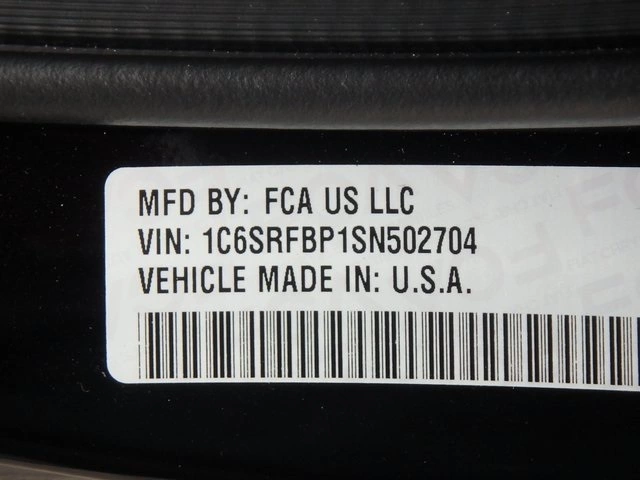 MFD BY: FCA US LLC
VIN: 1C6SRFBP1SN502704
VEHICLE MADE IN: U.S.A.